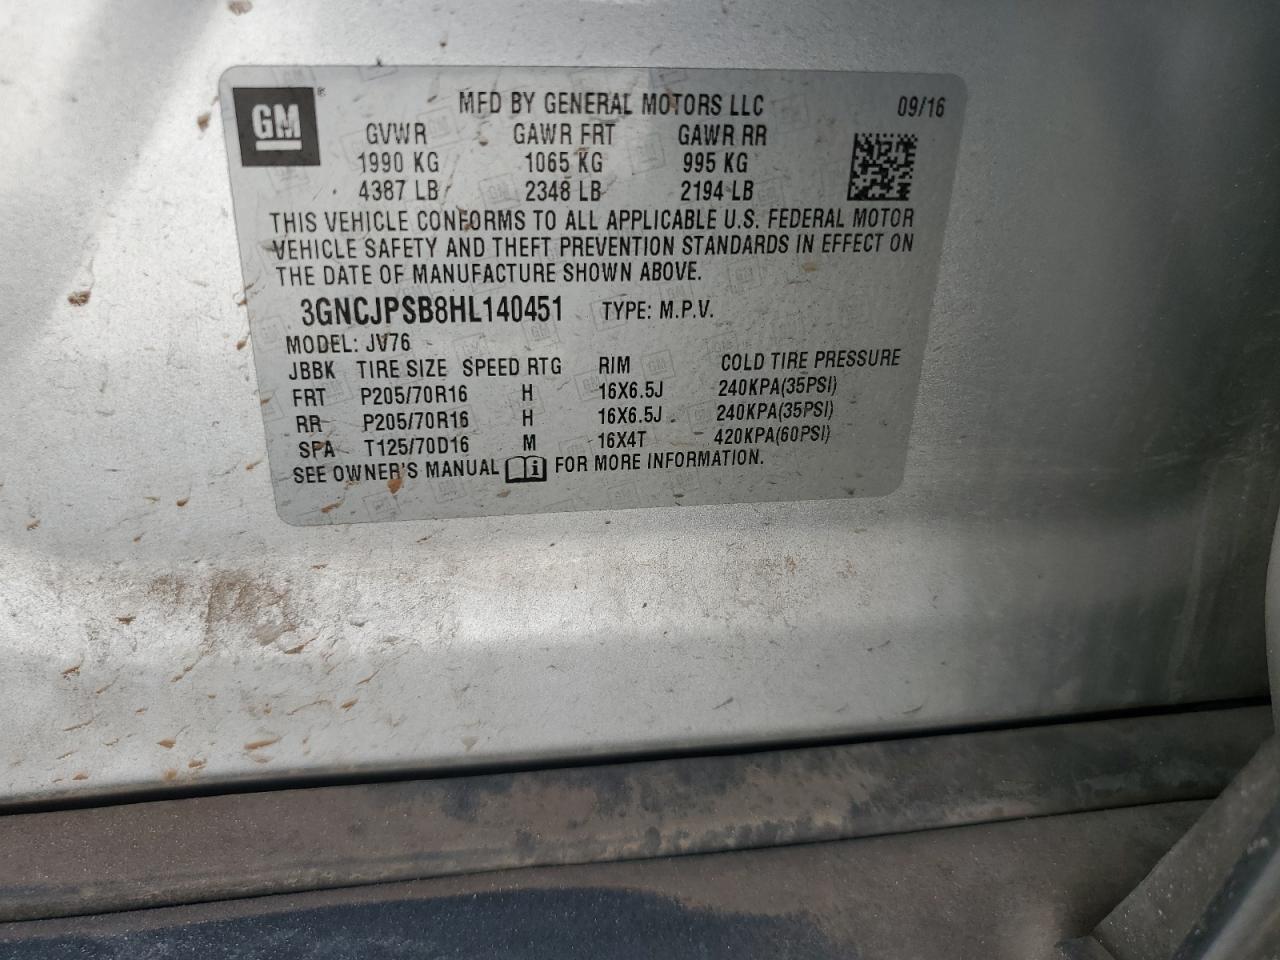 GM ® MFD BY GENERAL MOTORS LLC 09/16
GVWR GAWR FRT GAWR RR
1990 KG 1065 KG 995 KG
4387 LB 2348 LB 2194 LB
THIS VEHICLE CONFORMS TO ALL APPLICABLE U.S. FEDERAL MOTOR
VEHICLE SAFETY AND THEFT PREVENTION STANDARDS IN EFFECT ON
THE DATE OF MANUFACTURE SHOWN ABOVE.
3GNCJPSB8HL140451 TYPE: M.P.V.
MODEL: JV76
JBBK TIRE SIZE SPEED RTG RIM COLD TIRE PRESSURE
FRT P205/70R16 H 16X6.5J 240KPA(35PSI)
RR P205/70R16 H 16X6.5J 240KPA(35PSI)
SPA T125/70D16 M 16X4T 420KPA(60PSI)
SEE OWNER'S MANUAL i FOR MORE INFORMATION.